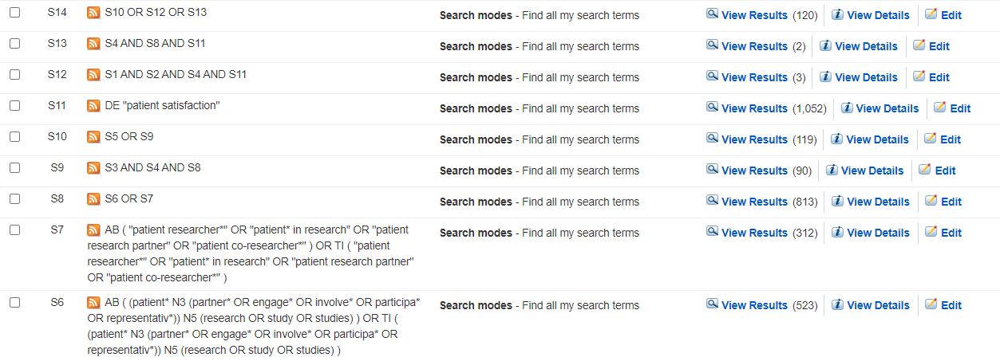 S14 S10 OR S12 OR S13 Search modes - Find all my search terms View Results (120) View Details Edit
S13 S4 AND S8 AND S11 Search modes - Find all my search terms View Results (2) View Details Edit
S12 S1 AND S2 AND S4 AND S11 Search modes - Find all my search terms View Results (3) View Details Edit
S11 DE "patient satisfaction" Search modes - Find all my search terms View Results (1,052) View Details Edit
S10 S5 OR S9 Search modes - Find all my search terms View Results (119) View Details Edit
S9 S3 AND S4 AND S8 Search modes - Find all my search terms View Results (90) View Details Edit
S8 S6 OR S7 Search modes - Find all my search terms View Results (813) View Details Edit
S7 AB ( "patient researcher*" OR "patient* in research" OR "patient Search modes - Find all my search terms View Results (312) View Details Edit
research partner" OR "patient co-researcher*" ) OR TI ( "patient
researcher*" OR "patient* in research" OR "patient research partner"
OR "patient co-researcher*" )
S6 AB ( (patient* N3 (partner* OR engage* OR involve* OR participa* Search modes - Find all my search terms View Results (523) View Details Edit
OR representativ*)) N5 (research OR study OR studies) ) OR TI (
(patient* N3 (partner* OR engage* OR involve* OR participa* OR
representativ*)) N5 (research OR study OR studies) )